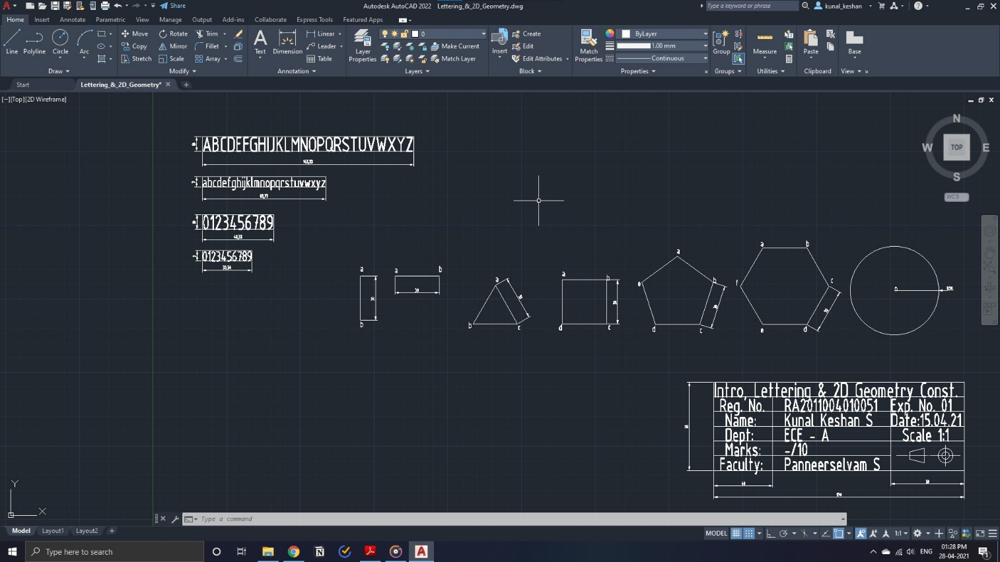 Share
Autodesk AutoCAD 2022 Lettering_&_2D_Geometry.dwg
Type a keyword or phrase
kunal_keshan
Home Insert Annotate Parametric View Manage Output Add-ins Collaborate Express Tools Featured Apps
Line Polyline Circle Arc
Move Rotate Trim
Copy Mirror Fillet
Stretch Scale Array
Text Dimension
Linear
Leader
Table
Layer Properties
0
Make Current
Match Layer
Insert
Create
Edit
Edit Attributes
Match Properties
ByLayer
1.00 mm
Continuous
Group
Measure
Paste
Base
Draw Modify Annotation Layers Block Properties Groups Utilities Clipboard View
Start Lettering_&_2D_Geometry*
[−][Top][2D Wireframe]
N
W TOP E
S
WCS
ABCDEFGHIJKLMNOPQRSTUVWXYZ
abcdefghijklmnopqrstuvwxyz
0123456789
0123456789
a
b
a b
30
a
b c
a b
d c
30
a
e b
d c
30
a b
f c
e d
Intro, Lettering & 2D Geometry Const.
Reg. No. RA2011004010051 Exp. No. 01
Name: Kunal Keshan S Date:15.04.21
Dept: ECE - A Scale 1:1
Marks: -/10
Faculty: Panneerselvam S
Y
X
Type a command
Model Layout1 Layout2
MODEL
1:1
Type here to search
ENG
01:28 PM
28-04-2021
1